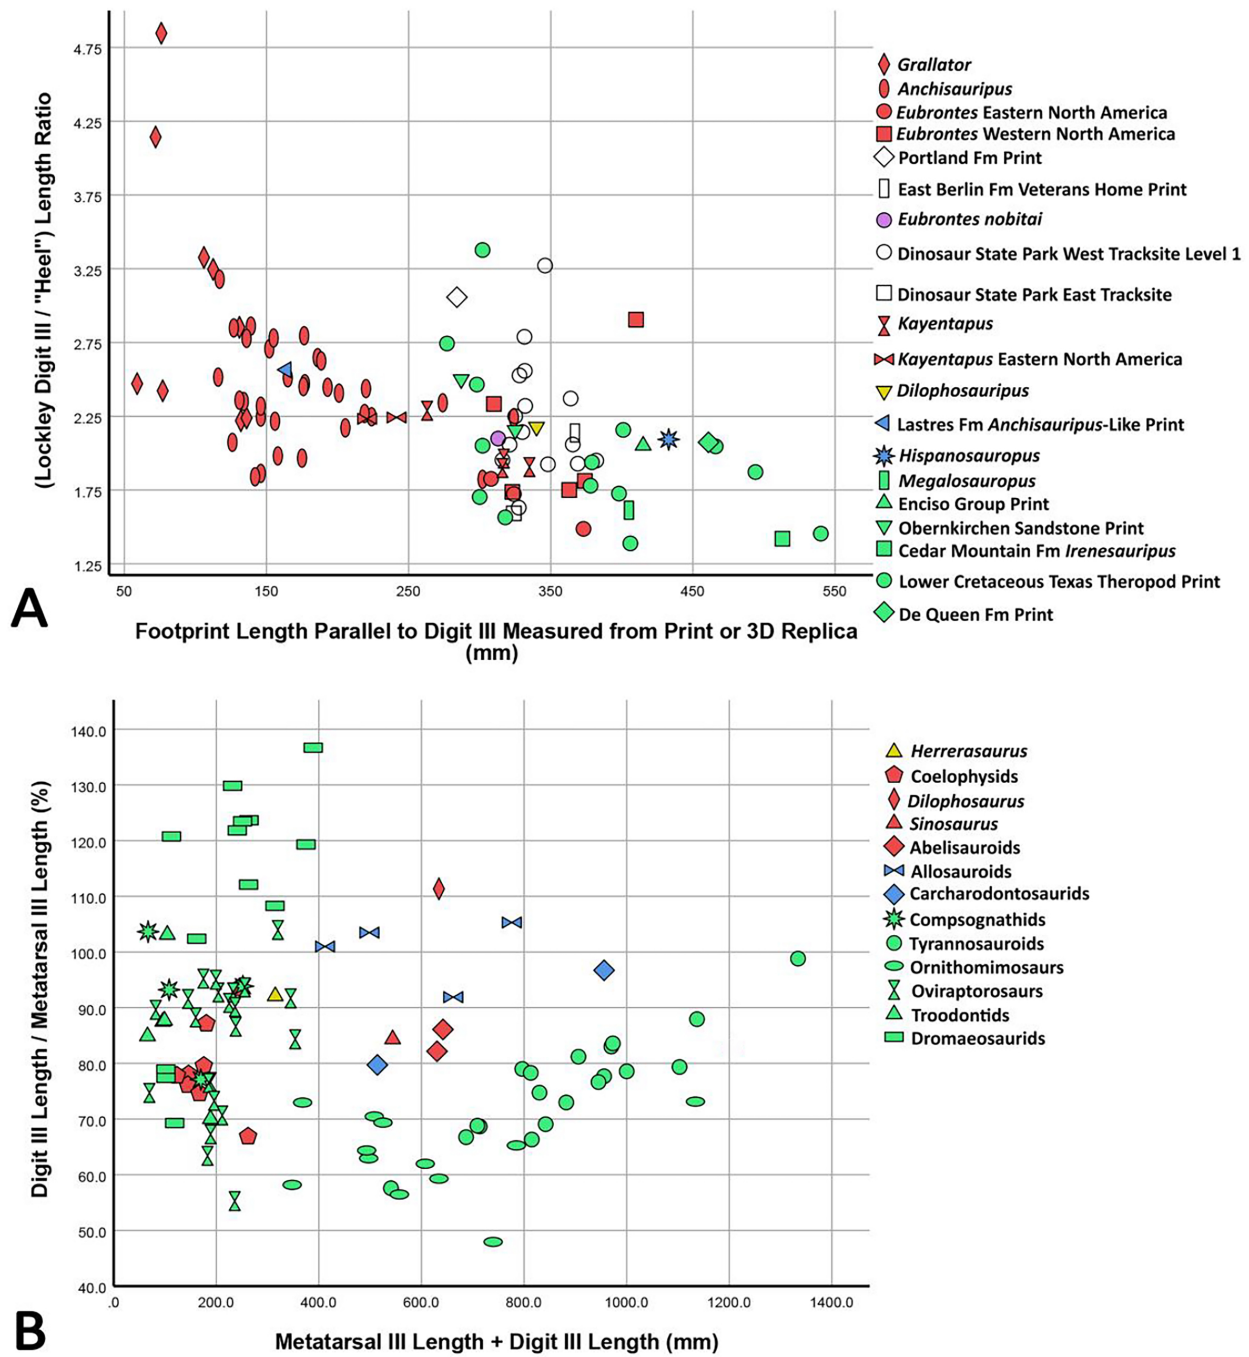 A
(Lockley Digit III / "Heel") Length Ratio
4.75
4.25
3.75
3.25
2.75
2.25
1.75
1.25
50
150
250
350
450
550
Footprint Length Parallel to Digit III Measured from Print or 3D Replica
(mm)
Grallator
Anchisauripus
Eubrontes Eastern North America
Eubrontes Western North America
Portland Fm Print
East Berlin Fm Veterans Home Print
Eubrontes nobitai
Dinosaur State Park West Tracksite Level 1
Dinosaur State Park East Tracksite
Kayentapus
Kayentapus Eastern North America
Dilophosauripus
Lastres Fm Anchisauripus-Like Print
Hispanosauropus
Megalosauropus
Enciso Group Print
Obernkirchen Sandstone Print
Cedar Mountain Fm Irenesauripus
Lower Cretaceous Texas Theropod Print
De Queen Fm Print
B
Digit III Length / Metatarsal III Length (%)
140.0
130.0
120.0
110.0
100.0
90.0
80.0
70.0
60.0
50.0
40.0
.0
200.0
400.0
600.0
800.0
1000.0
1200.0
1400.0
Metatarsal III Length + Digit III Length (mm)
Herrerasaurus
Coelophysids
Dilophosaurus
Sinosaurus
Abelisauroids
Allosauroids
Carcharodontosaurids
Compsognathids
Tyrannosauroids
Ornithomimosaurs
Oviraptorosaurs
Troodontids
Dromaeosaurids